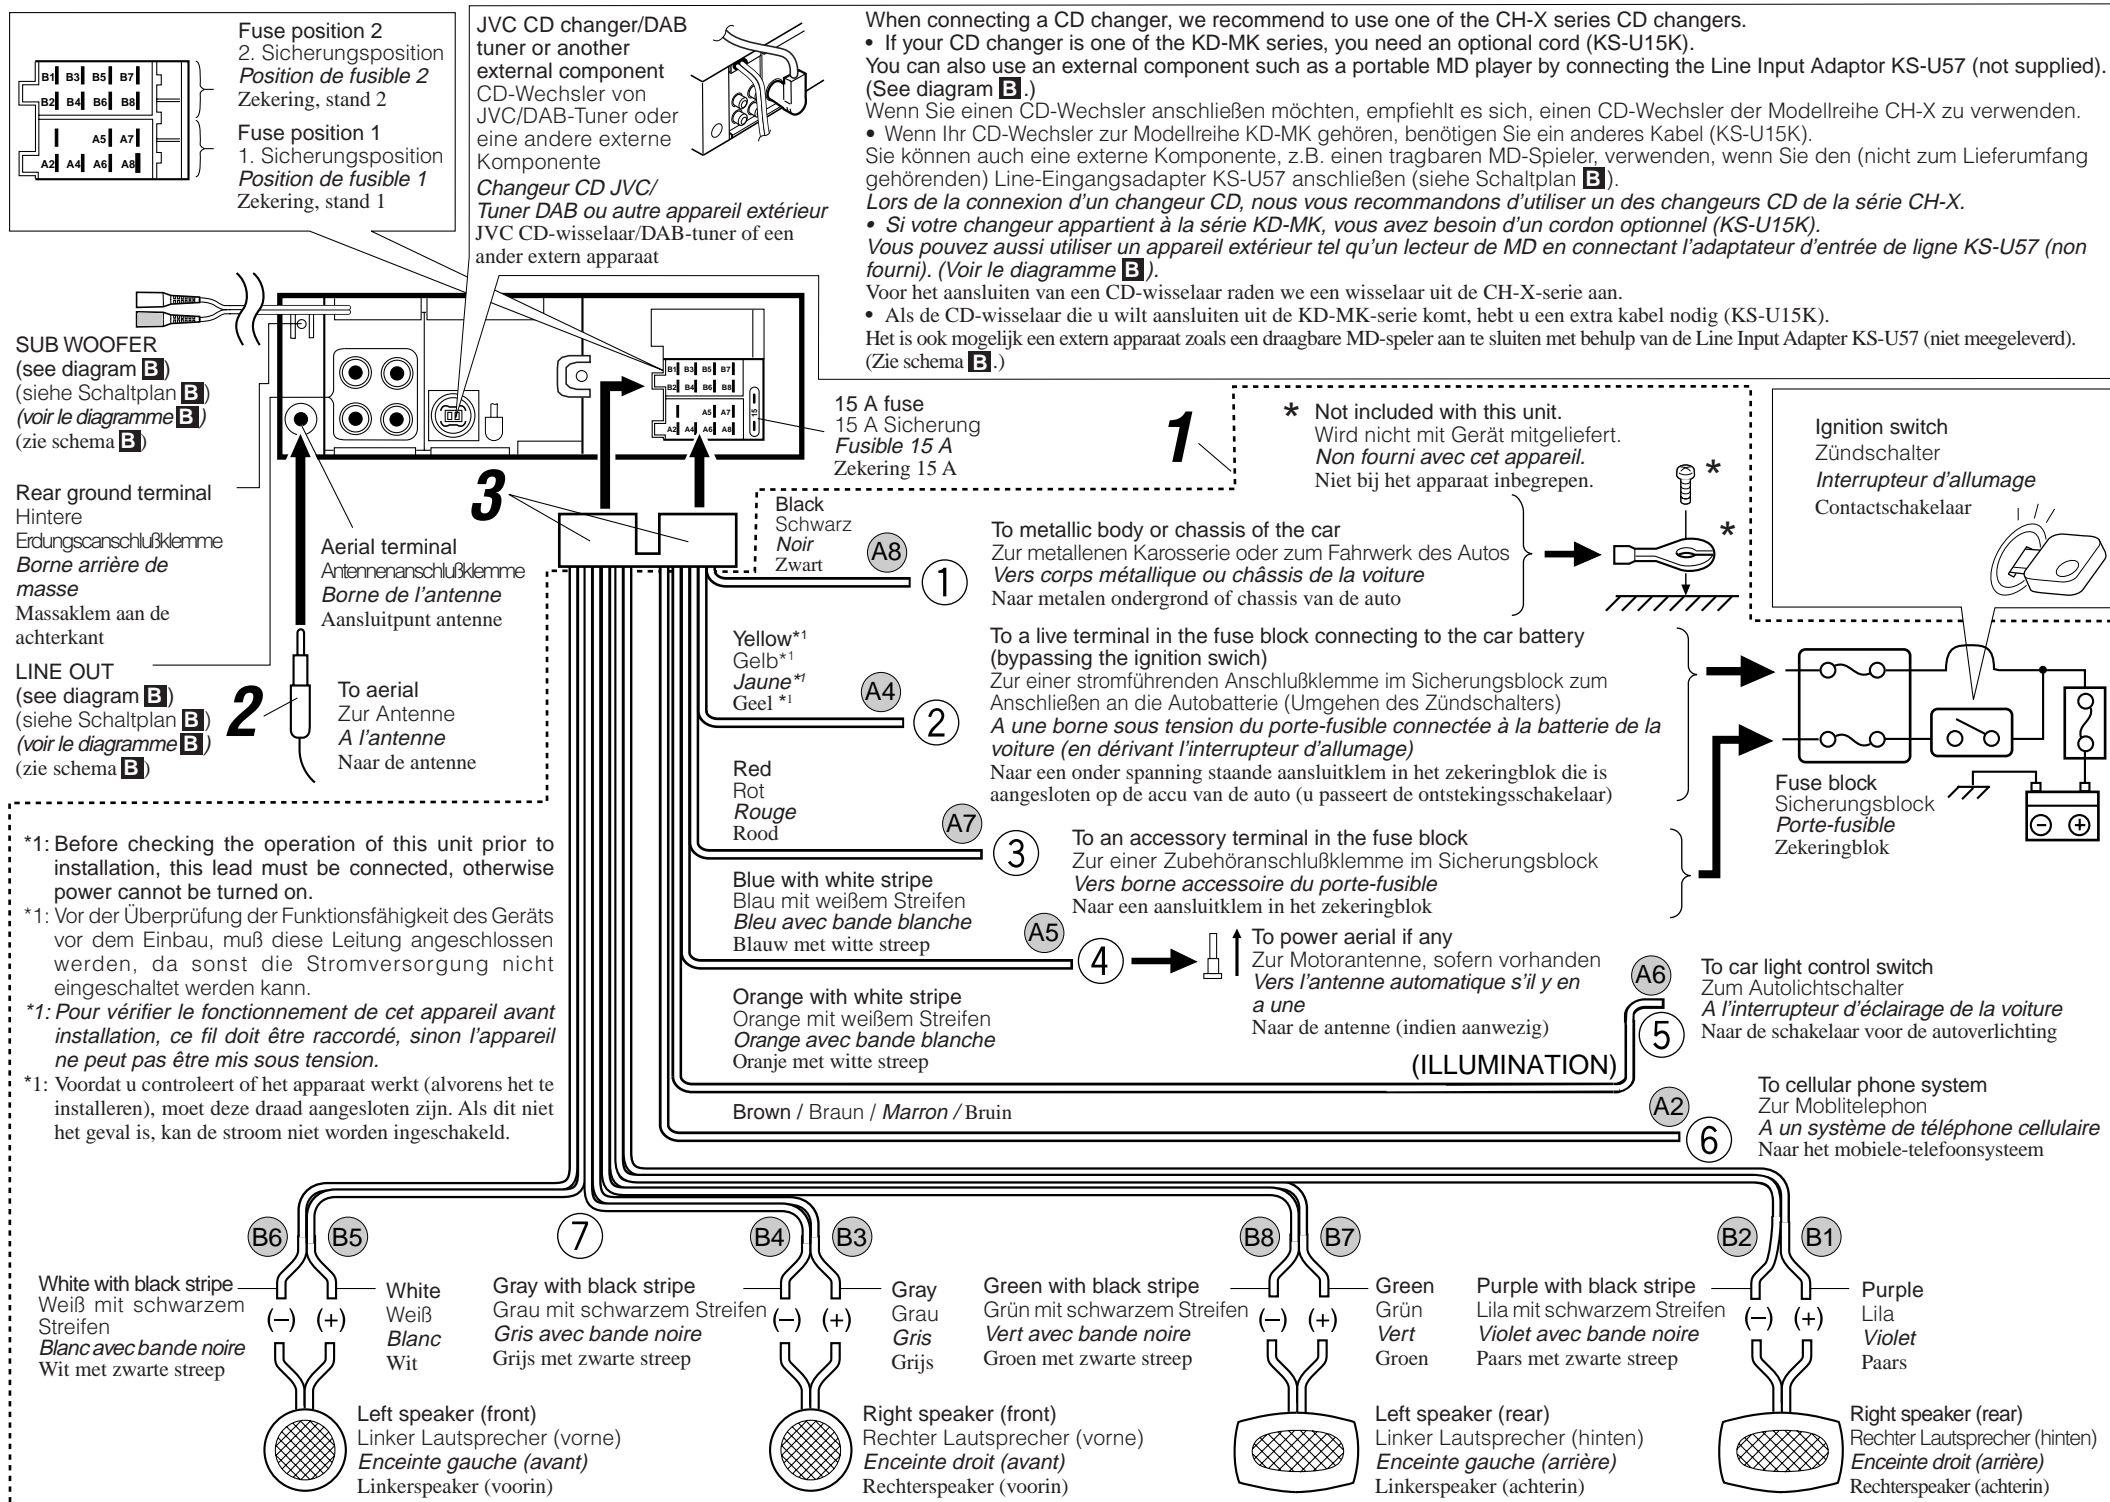 Fuse position 2
2. Sicherungsposition
Position de fusible 2
Zekering, stand 2
Fuse position 1
1. Sicherungsposition
Position de fusible 1
Zekering, stand 1
B1 B3 B5 B7
B2 B4 B6 B8
A5 A7
A2 A4 A6 A8
JVC CD changer/DAB
tuner or another
external component
CD-Wechsler von
JVC/DAB-Tuner oder
eine andere externe
Komponente
Changeur CD JVC/
Tuner DAB ou autre appareil extérieur
JVC CD-wisselaar/DAB-tuner of een
ander extern apparaat
When connecting a CD changer, we recommend to use one of the CH-X series CD changers.
• If your CD changer is one of the KD-MK series, you need an optional cord (KS-U15K).
You can also use an external component such as a portable MD player by connecting the Line Input Adaptor KS-U57 (not supplied).
(See diagram B .)
Wenn Sie einen CD-Wechsler anschließen möchten, empfiehlt es sich, einen CD-Wechsler der Modellreihe CH-X zu verwenden.
• Wenn Ihr CD-Wechsler zur Modellreihe KD-MK gehören, benötigen Sie ein anderes Kabel (KS-U15K).
Sie können auch eine externe Komponente, z.B. einen tragbaren MD-Spieler, verwenden, wenn Sie den (nicht zum Lieferumfang
gehörenden) Line-Eingangsadapter KS-U57 anschließen (siehe Schaltplan B ).
Lors de la connexion d'un changeur CD, nous vous recommandons d'utiliser un des changeurs CD de la série CH-X.
• Si votre changeur appartient à la série KD-MK, vous avez besoin d'un cordon optionnel (KS-U15K).
Vous pouvez aussi utiliser un appareil extérieur tel qu'un lecteur de MD en connectant l'adaptateur d'entrée de ligne KS-U57 (non
fourni). (Voir le diagramme B ).
Voor het aansluiten van een CD-wisselaar raden we een wisselaar uit de CH-X-serie aan.
• Als de CD-wisselaar die u wilt aansluiten uit de KD-MK-serie komt, hebt u een extra kabel nodig (KS-U15K).
Het is ook mogelijk een extern apparaat zoals een draagbare MD-speler aan te sluiten met behulp van de Line Input Adapter KS-U57 (niet meegeleverd).
(Zie schema B .)
SUB WOOFER
(see diagram B )
(siehe Schaltplan B )
(voir le diagramme B )
(zie schema B )
B1 B3 B5 B7
B2 B4 B6 B8
A5 A7
A2 A4 A6 A8
15
15 A fuse
15 A Sicherung
Fusible 15 A
Zekering 15 A
1
* Not included with this unit.
Wird nicht mit Gerät mitgeliefert.
Non fourni avec cet appareil.
Niet bij het apparaat inbegrepen.
*
*
Ignition switch
Zündschalter
Interrupteur d'allumage
Contactschakelaar
Rear ground terminal
Hintere
Erdungscanschlußklemme
Borne arrière de
masse
Massaklem aan de
achterkant
Aerial terminal
Antennenanschlußklemme
Borne de l'antenne
Aansluitpunt antenne
3
LINE OUT
(see diagram B )
(siehe Schaltplan B )
(voir le diagramme B )
(zie schema B )
2
To aerial
Zur Antenne
A l'antenne
Naar de antenne
Black
Schwarz
Noir
Zwart
A8
1
To metallic body or chassis of the car
Zur metallenen Karosserie oder zum Fahrwerk des Autos
Vers corps métallique ou châssis de la voiture
Naar metalen ondergrond of chassis van de auto
Yellow*1
Gelb*1
Jaune*1
Geel *1
A4
2
To a live terminal in the fuse block connecting to the car battery
(bypassing the ignition swich)
Zur einer stromführenden Anschlußklemme im Sicherungsblock zum
Anschließen an die Autobatterie (Umgehen des Zündschalters)
A une borne sous tension du porte-fusible connectée à la batterie de la
voiture (en dérivant l'interrupteur d'allumage)
Naar een onder spanning staande aansluitklem in het zekeringblok die is
aangesloten op de accu van de auto (u passeert de ontstekingsschakelaar)
Fuse block
Sicherungsblock
Porte-fusible
Zekeringblok
Red
Rot
Rouge
Rood
A7
3
To an accessory terminal in the fuse block
Zur einer Zubehöranschlußklemme im Sicherungsblock
Vers borne accessoire du porte-fusible
Naar een aansluitklem in het zekeringblok
*1: Before checking the operation of this unit prior to
installation, this lead must be connected, otherwise
power cannot be turned on.
*1: Vor der Überprüfung der Funktionsfähigkeit des Geräts
vor dem Einbau, muß diese Leitung angeschlossen
werden, da sonst die Stromversorgung nicht
eingeschaltet werden kann.
*1: Pour vérifier le fonctionnement de cet appareil avant
installation, ce fil doit être raccordé, sinon l'appareil
ne peut pas être mis sous tension.
*1: Voordat u controleert of het apparaat werkt (alvorens het te
installeren), moet deze draad aangesloten zijn. Als dit niet
het geval is, kan de stroom niet worden ingeschakeld.
Blue with white stripe
Blau mit weißem Streifen
Bleu avec bande blanche
Blauw met witte streep
A5
4
To power aerial if any
Zur Motorantenne, sofern vorhanden
Vers l'antenne automatique s'il y en
a une
Naar de antenne (indien aanwezig)
Orange with white stripe
Orange mit weißem Streifen
Orange avec bande blanche
Oranje met witte streep
(ILLUMINATION)
A6
5
To car light control switch
Zum Autolichtschalter
A l'interrupteur d'éclairage de la voiture
Naar de schakelaar voor de autoverlichting
Brown / Braun / Marron / Bruin
A2
6
To cellular phone system
Zur Moblitelephon
A un système de téléphone cellulaire
Naar het mobiele-telefoonsysteem
7
B6 B5
White with black stripe
Weiß mit schwarzem
Streifen
Blanc avec bande noire
Wit met zwarte streep
(−) (+)
White
Weiß
Blanc
Wit
Left speaker (front)
Linker Lautsprecher (vorne)
Enceinte gauche (avant)
Linkerspeaker (voorin)
B4 B3
Gray with black stripe
Grau mit schwarzem Streifen
Gris avec bande noire
Grijs met zwarte streep
(−) (+)
Gray
Grau
Gris
Grijs
Right speaker (front)
Rechter Lautsprecher (vorne)
Enceinte droit (avant)
Rechterspeaker (voorin)
B8 B7
Green with black stripe
Grün mit schwarzem Streifen
Vert avec bande noire
Groen met zwarte streep
(−) (+)
Green
Grün
Vert
Groen
Left speaker (rear)
Linker Lautsprecher (hinten)
Enceinte gauche (arrière)
Linkerspeaker (achterin)
B2 B1
Purple with black stripe
Lila mit schwarzem Streifen
Violet avec bande noire
Paars met zwarte streep
(−) (+)
Purple
Lila
Violet
Paars
Right speaker (rear)
Rechter Lautsprecher (hinten)
Enceinte droit (arrière)
Rechterspeaker (achterin)